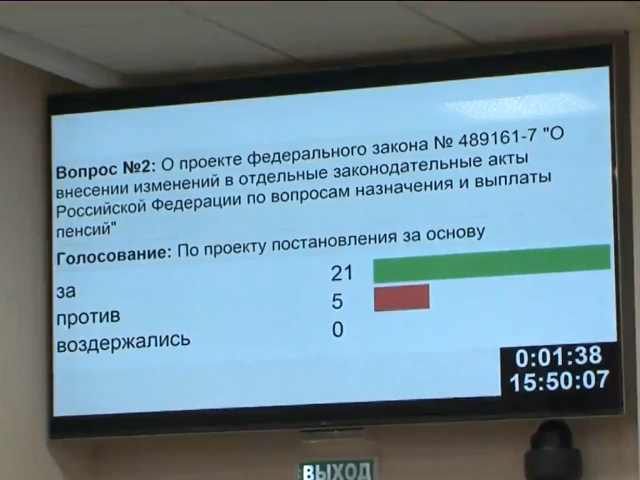 Вопрос №2: О проекте федерального закона № 489161-7 "О
внесении изменений в отдельные законодательные акты
Российской Федерации по вопросам назначения и выплаты
пенсий"
Голосование: По проекту постановления за основу
за 21
против 5
воздержались 0
0:01:38
15:50:07
ВЫХОД